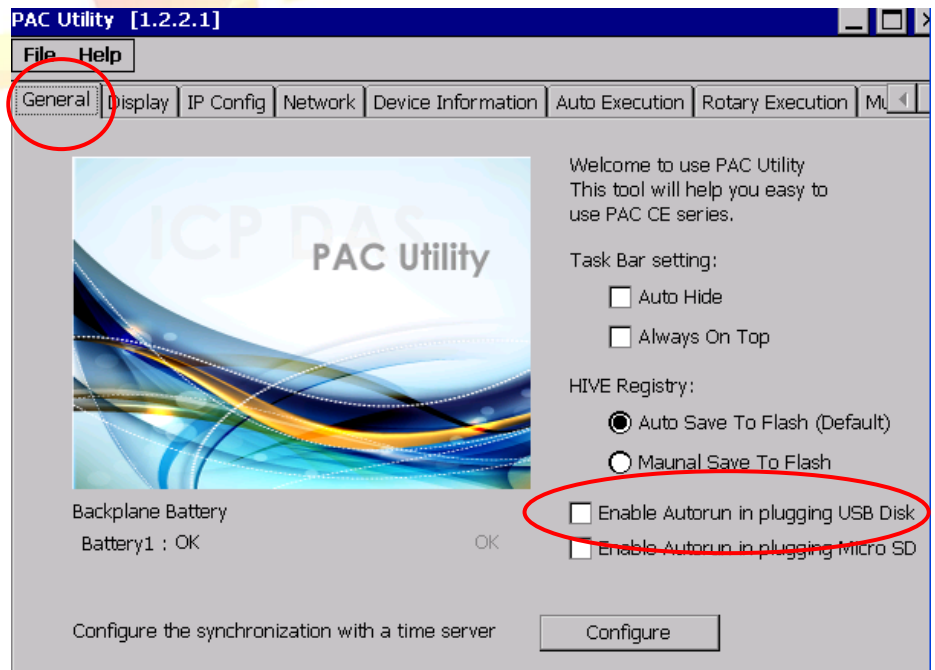 PAC Utility [1.2.2.1]
File Help
General Display IP Config Network Device Information Auto Execution Rotary Execution
ICP DAS
PAC Utility
Welcome to use PAC Utility
This tool will help you easy to
use PAC CE series.
Task Bar setting:
Auto Hide
Always On Top
HIVE Registry:
Auto Save To Flash (Default)
Maunal Save To Flash
Enable Autorun in plugging USB Disk
Enable Autorun in plugging Micro SD
Backplane Battery
Battery1 : OK OK
Configure the synchronization with a time server Configure